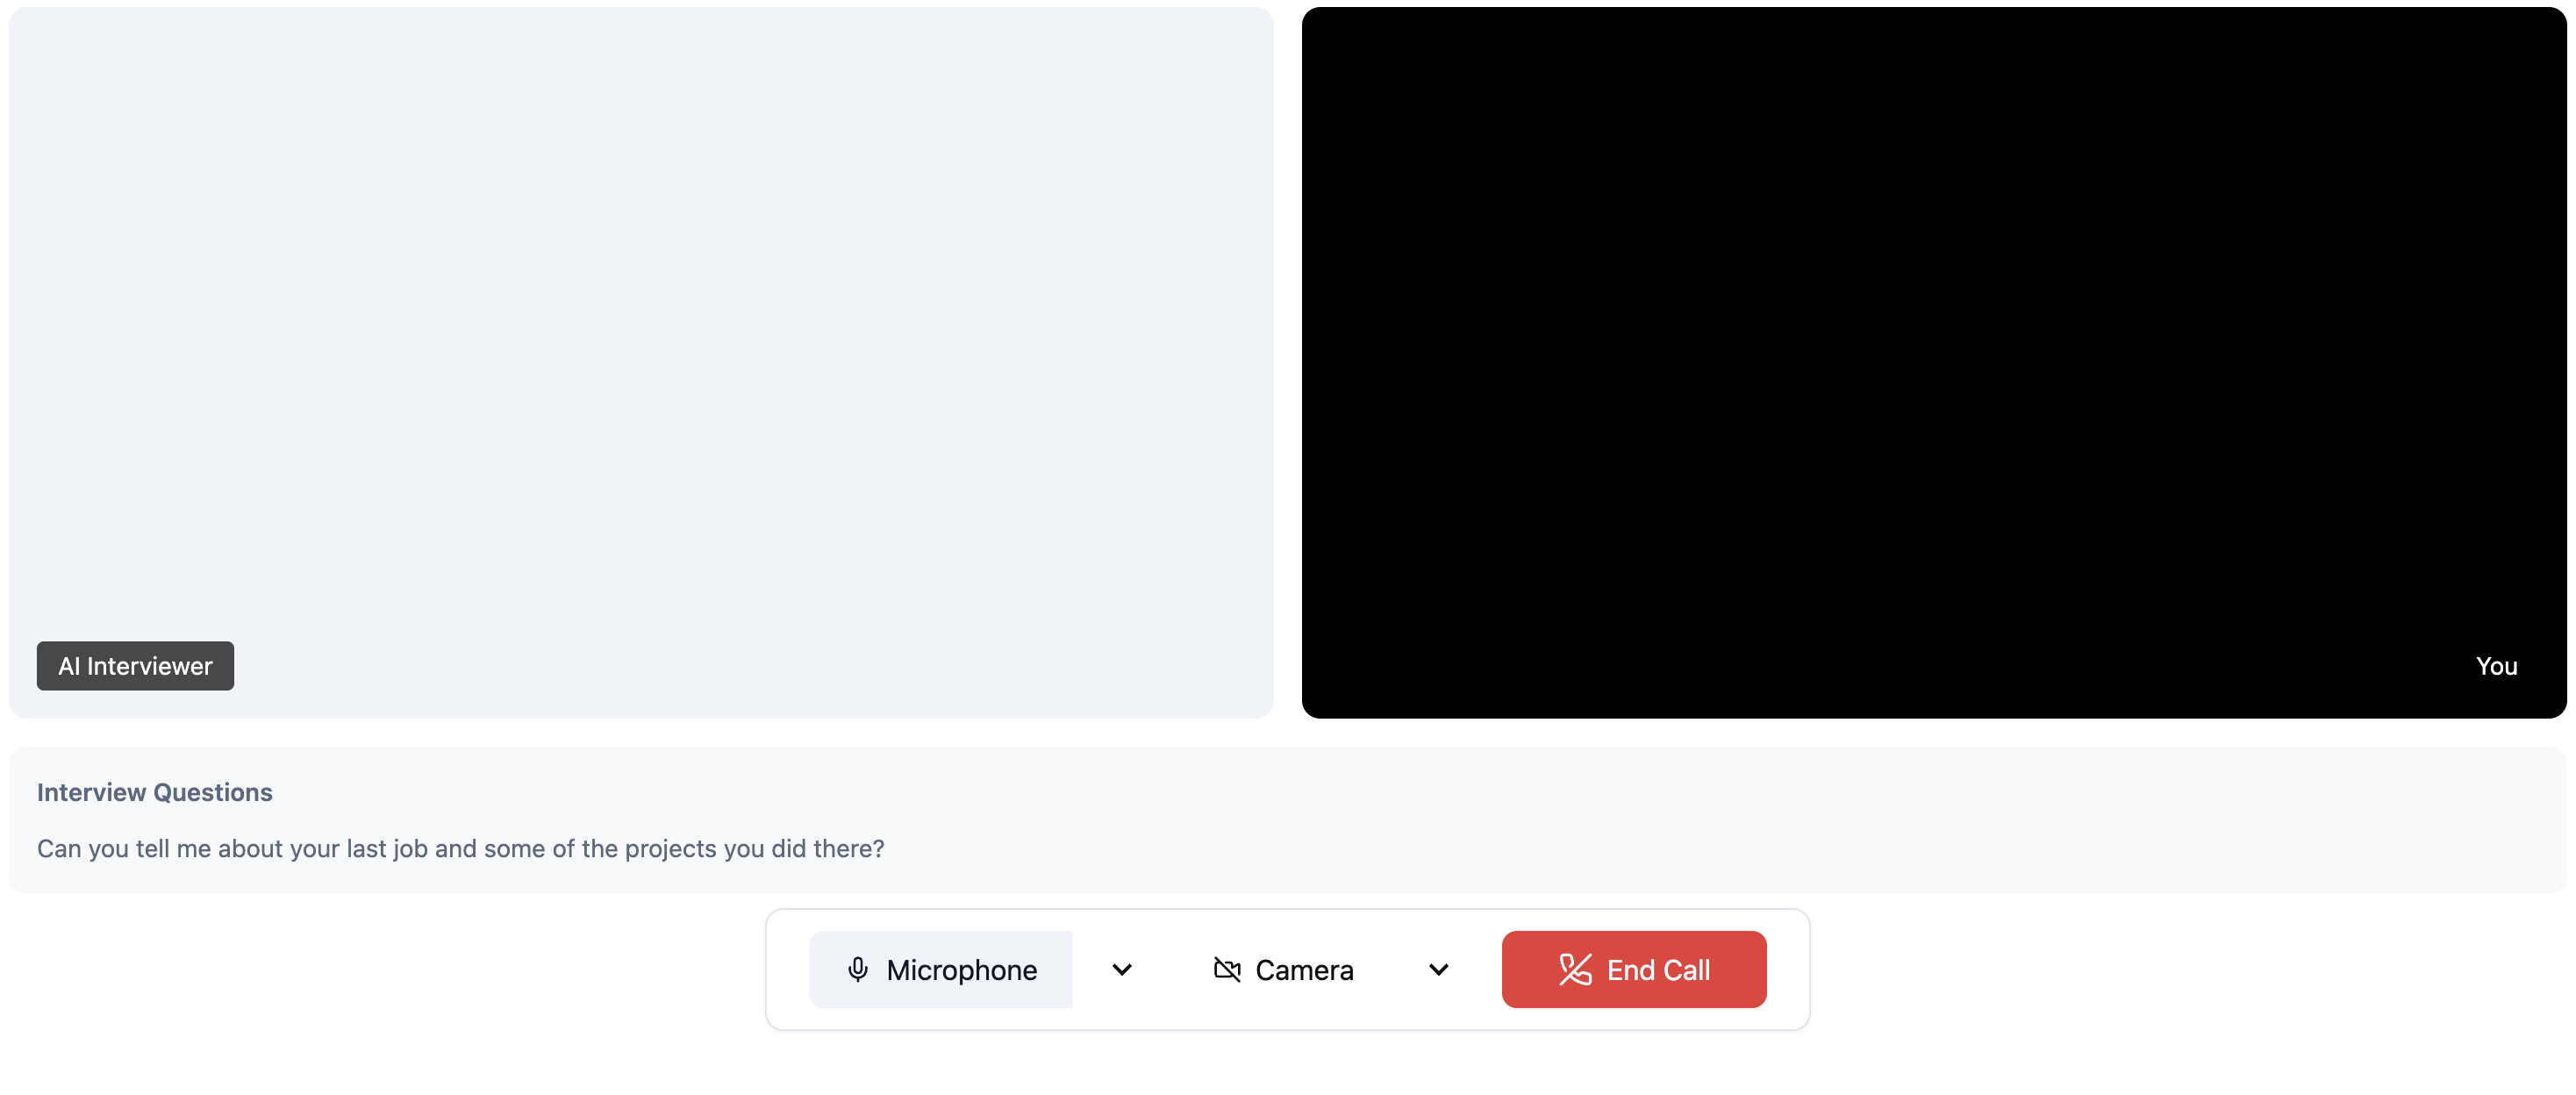 AI Interviewer
You
Interview Questions
Can you tell me about your last job and some of the projects you did there?
Microphone
Camera
End Call